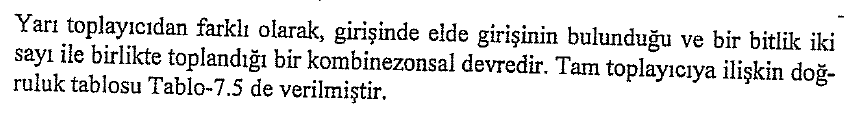 Yarı toplayıcıdan farklı olarak, girişinde elde girişinin bulunduğu ve bir bitlik iki
sayı ile birlikte toplandığı bir kombinezonsal devredir. Tam toplayıcıya ilişkin doğ-
ruluk tablosu Tablo-7.5 de verilmiştir.